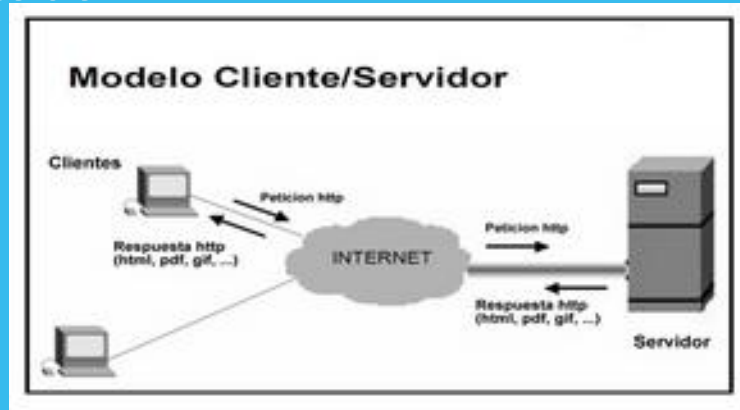 Modelo Cliente/Servidor
Clientes
Peticion http
Respuesta http
(html, pdf, gif, ...)
INTERNET
Peticion http
Respuesta http
(html, pdf, gif, ...)
Servidor